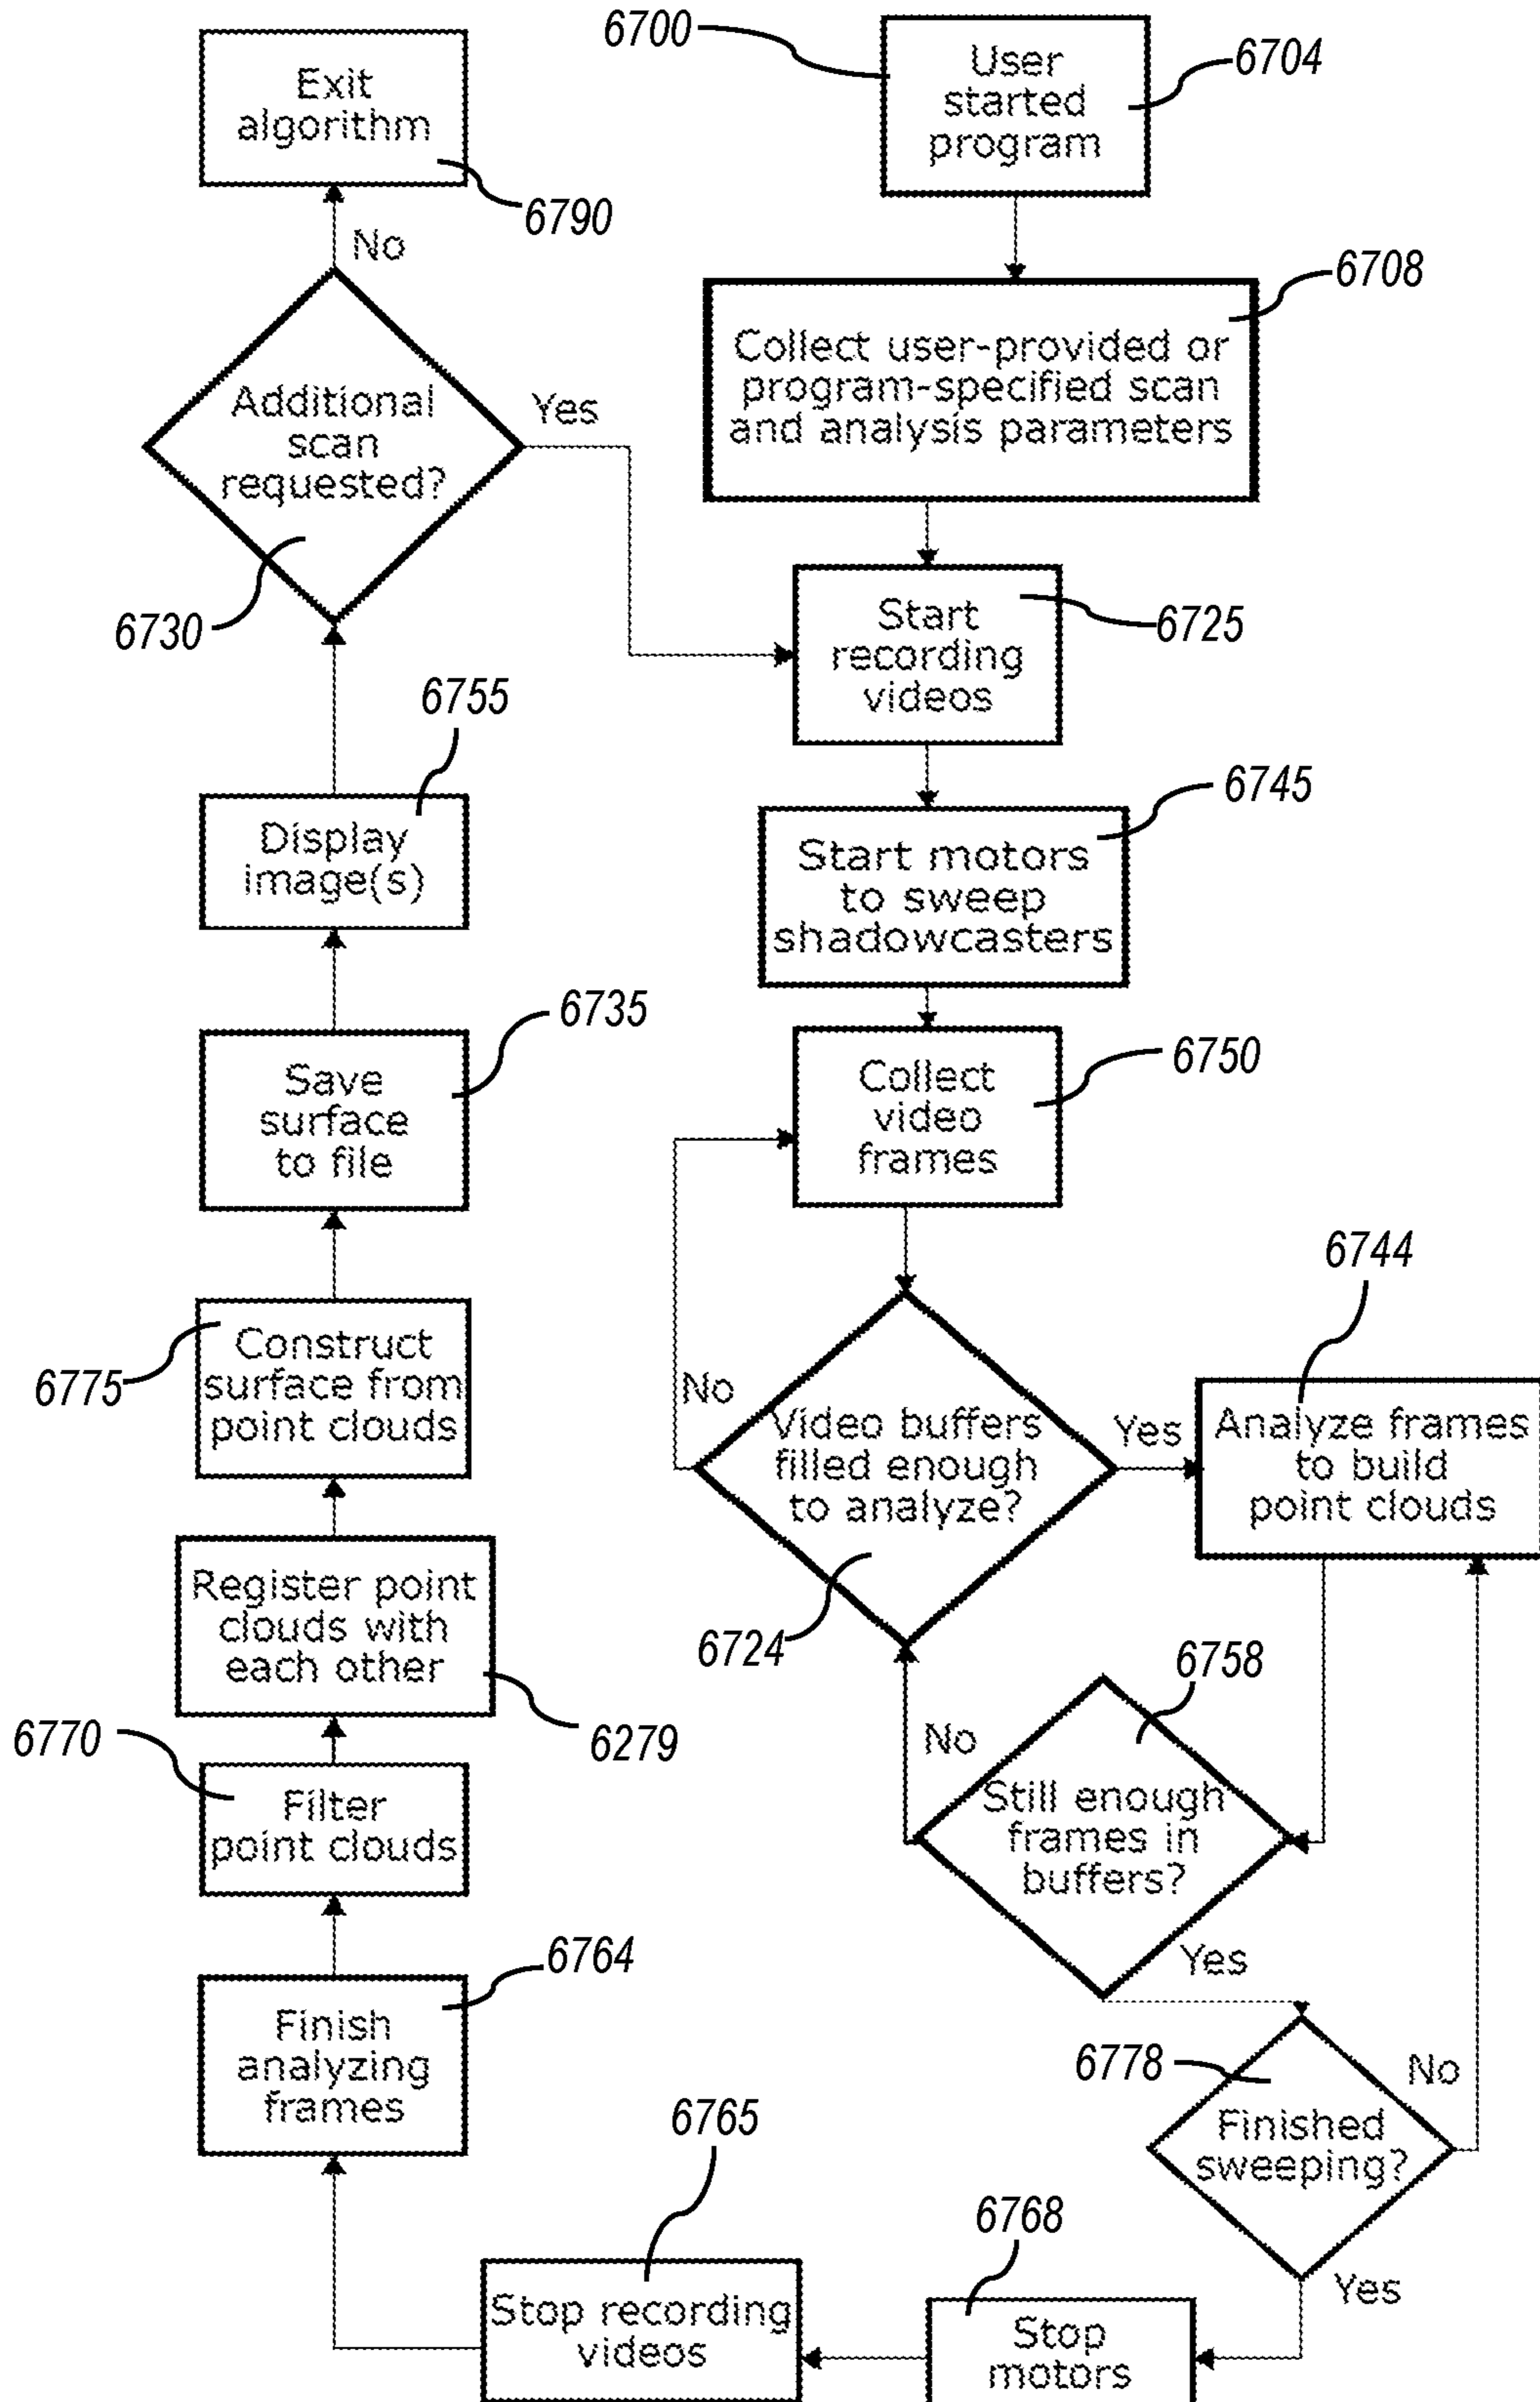 6700
User
started
program
6704
Exit
algorithm
6790
No
Collect user-provided or
program-specified scan
and analysis parameters
6708
Additional
scan
requested?
Yes
6730
Start
recording
videos
6725
Start motors
to sweep
shadowcasters
6745
6755
Display
image(s)
Collect
video
frames
6750
Save
surface
to file
6735
Video buffers
filled enough
to analyze?
No
Yes
6724
6744
Analyze frames
to build
point clouds
Construct
surface from
point clouds
6775
Register point
clouds with
each other
6279
6758
No
Still enough
frames in
buffers?
Yes
6770
Filter
point clouds
6764
Finish
analyzing
frames
6778
No
Finished
sweeping?
Yes
6768
Stop
motors
6765
Stop recording
videos